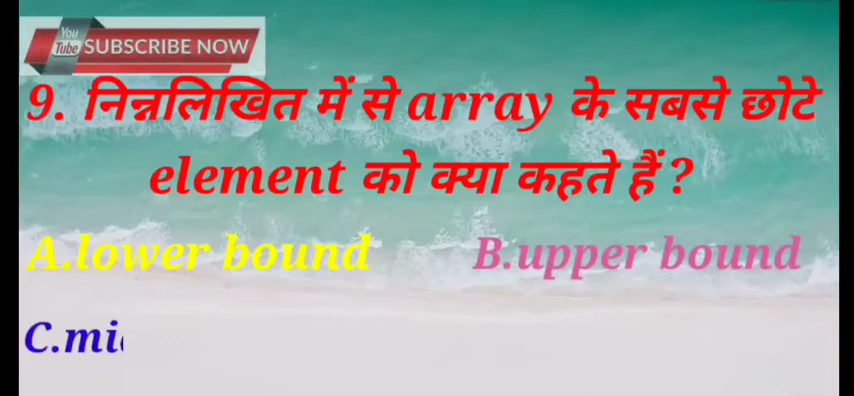 You
Tube SUBSCRIBE NOW
9. निन्नलिखित में से array के सबसे छोटे
element को क्या कहते हैं ?
A.lower bound B.upper bound